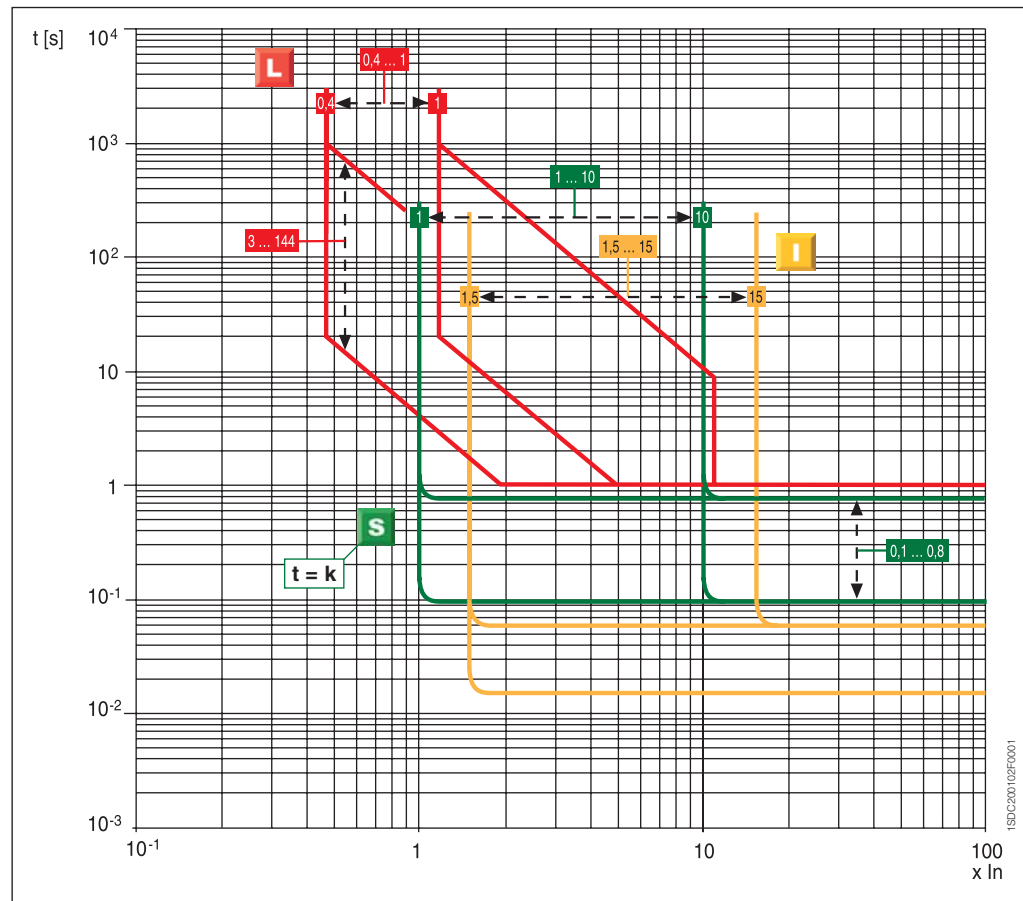 t [s]
10⁴
L
0,4 ... 1
0,4
1
10³
1 ... 10
1
10
3 ... 144
10²
1,5 ... 15
I
1,5
15
10
1
S
0,1 ... 0,8
t = k
10⁻¹
10⁻²
10⁻³
10⁻¹
1
10
100
x In
1SDC200102F0001